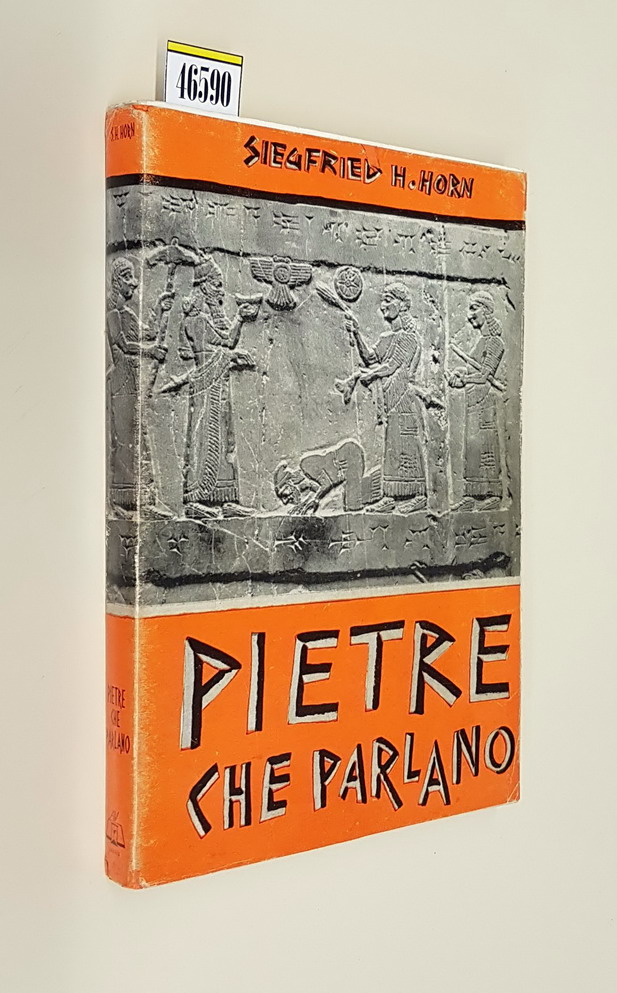 46590
SIEGFRIED H. HORN
PIETRE
CHE PARLANO
S.H. HORN
PIETRE
CHE
PARLANO